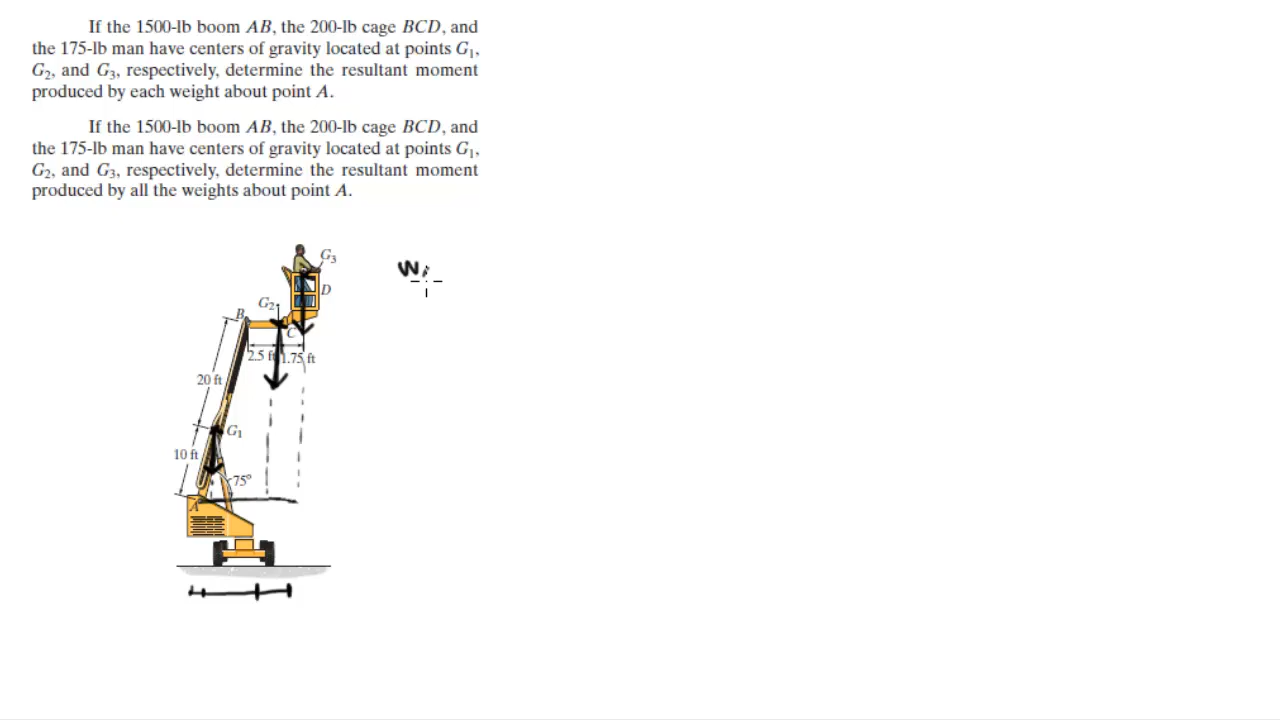 If the 1500-lb boom AB, the 200-lb cage BCD, and
the 175-lb man have centers of gravity located at points G₁,
G₂, and G₃, respectively, determine the resultant moment
produced by each weight about point A.
If the 1500-lb boom AB, the 200-lb cage BCD, and
the 175-lb man have centers of gravity located at points G₁,
G₂, and G₃, respectively, determine the resultant moment
produced by all the weights about point A.
G₃
D
G₂
B
C
2.5 ft
1.75 ft
20 ft
G₁
10 ft
75°
A
W